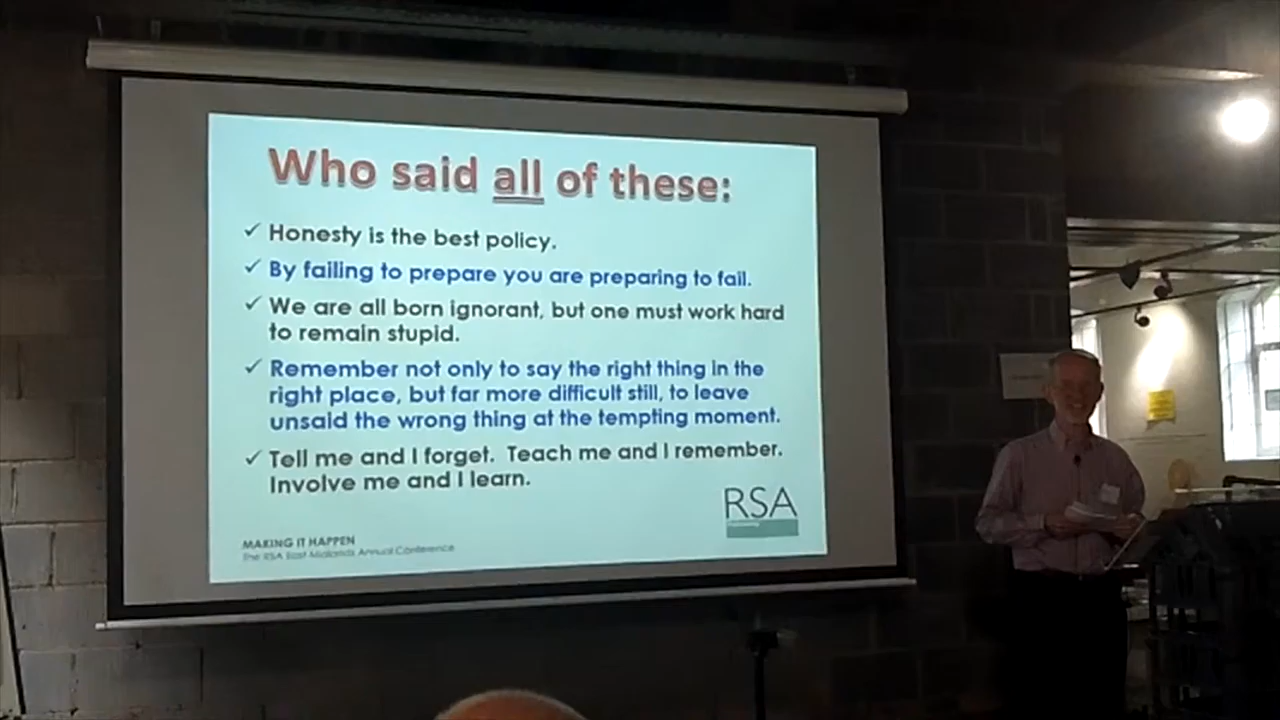 Who said all of these:
✓ Honesty is the best policy.
✓ By failing to prepare you are preparing to fail.
✓ We are all born ignorant, but one must work hard
to remain stupid.
✓ Remember not only to say the right thing in the
right place, but far more difficult still, to leave
unsaid the wrong thing at the tempting moment.
✓ Tell me and I forget. Teach me and I remember.
Involve me and I learn.
RSA
MAKING IT HAPPEN
The RSA East Midlands Annual Conference